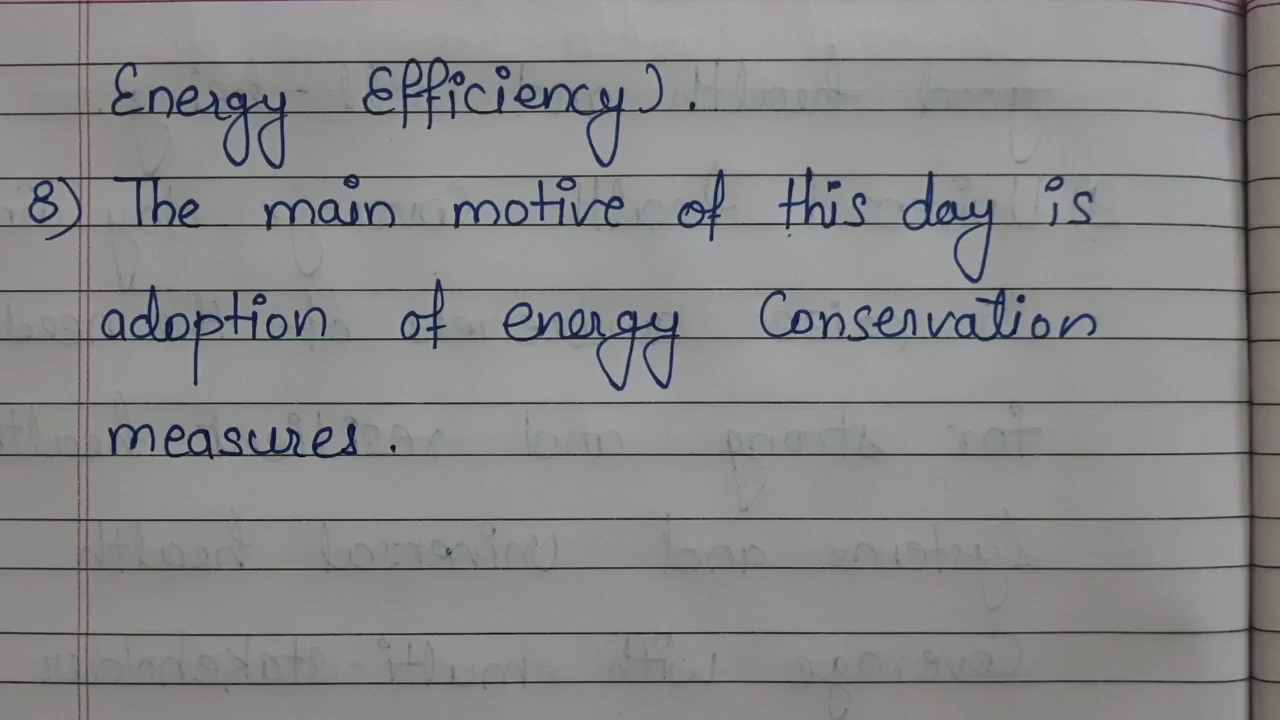 Energy Efficiency).
8) The main motive of this day is
adoption of energy Conservation
measures.